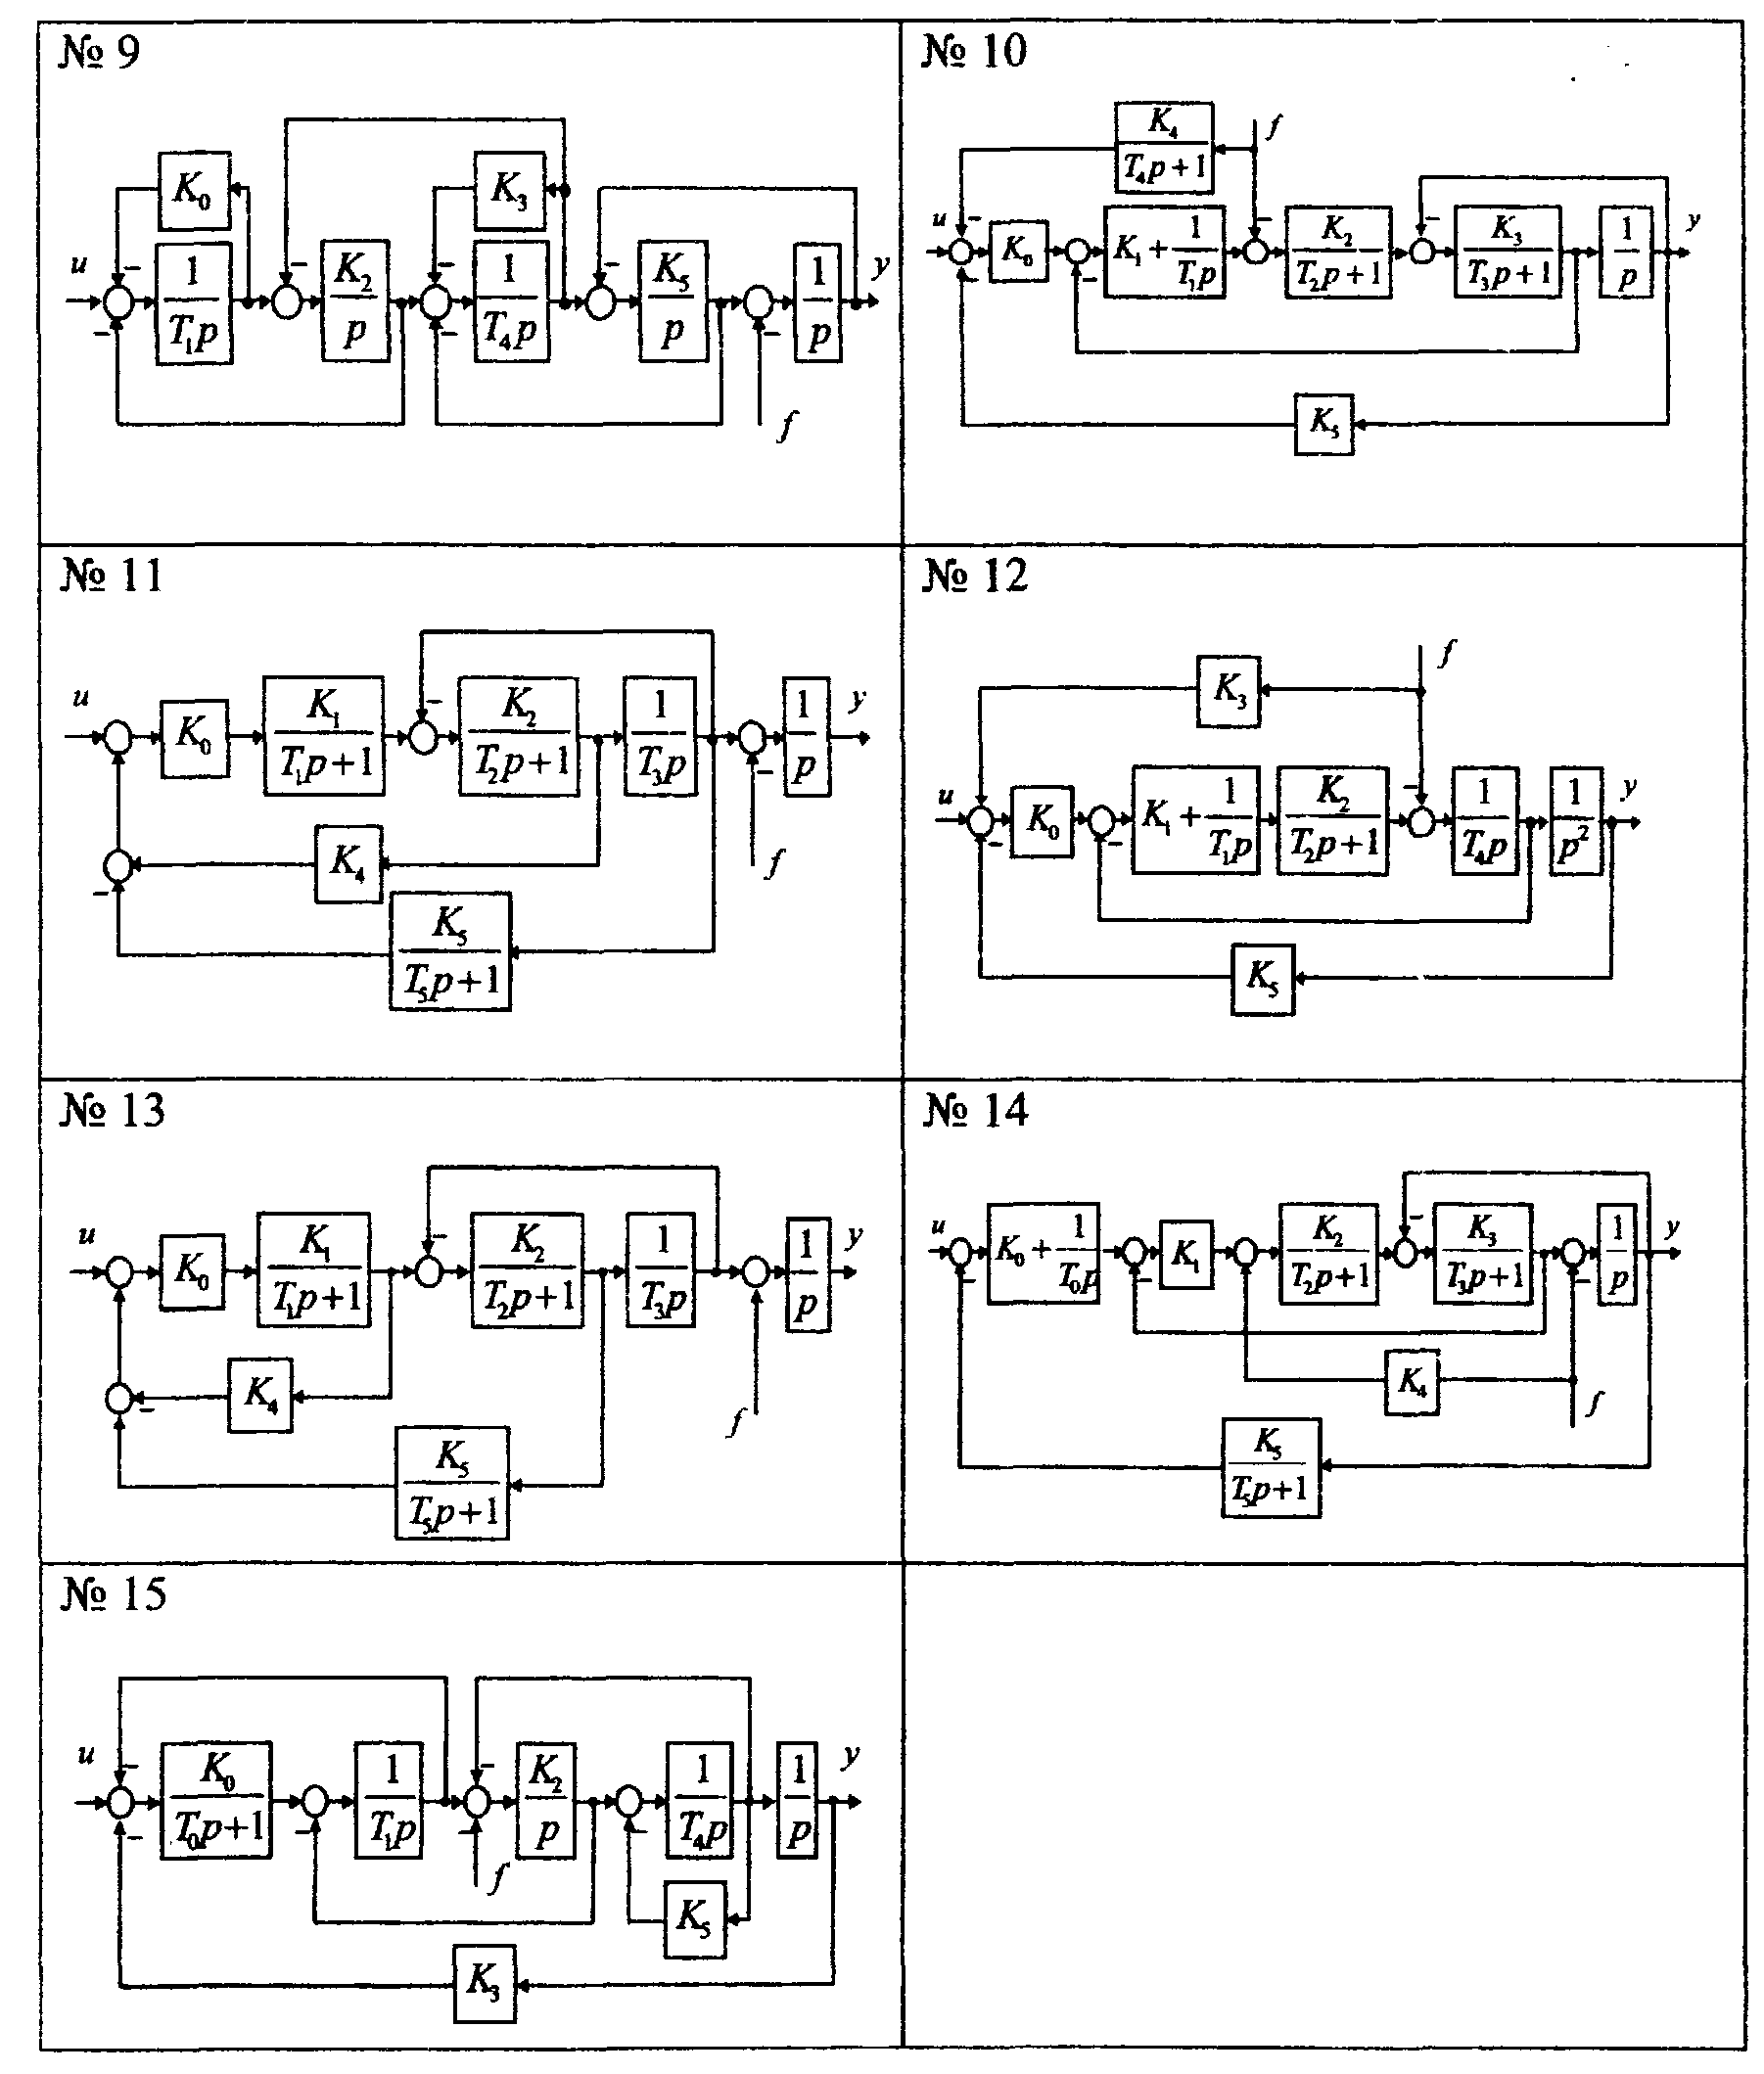 № 9
K₀
K₃
u
−
−
−
−
1/T₁p
K₂/p
1/T₄p
K₅/p
1/p
y
−
−
−
f
№ 10
K₄/T₄p+1
f
u
−
−
−
y
K₀
K₁+1/T₁p
K₂/T₂p+1
K₃/T₃p+1
1/p
−
−
K₅
№ 11
u
K₀
K₁/T₁p+1
−
K₂/T₂p+1
1/T₃p
1/p
y
−
K₄
f
−
K₅/T₅p+1
№ 12
f
K₃
u
K₀
K₁+1/T₁p
K₂/T₂p+1
−
1/T₄p
1/p²
y
−
−
K₅
№ 13
u
K₀
K₁/T₁p+1
−
K₂/T₂p+1
1/T₃p
1/p
y
K₄
−
f
K₅/T₅p+1
№ 14
u
K₀+1/T₀p
K₁
K₂/T₂p+1
−
K₃/T₃p+1
1/p
y
−
−
−
K₄
f
K₅/T₅p+1
№ 15
u
−
K₀/T₀p+1
1/T₁p
−
K₂/p
1/T₄p
1/p
y
−
−
−
−
f
K₅
K₃